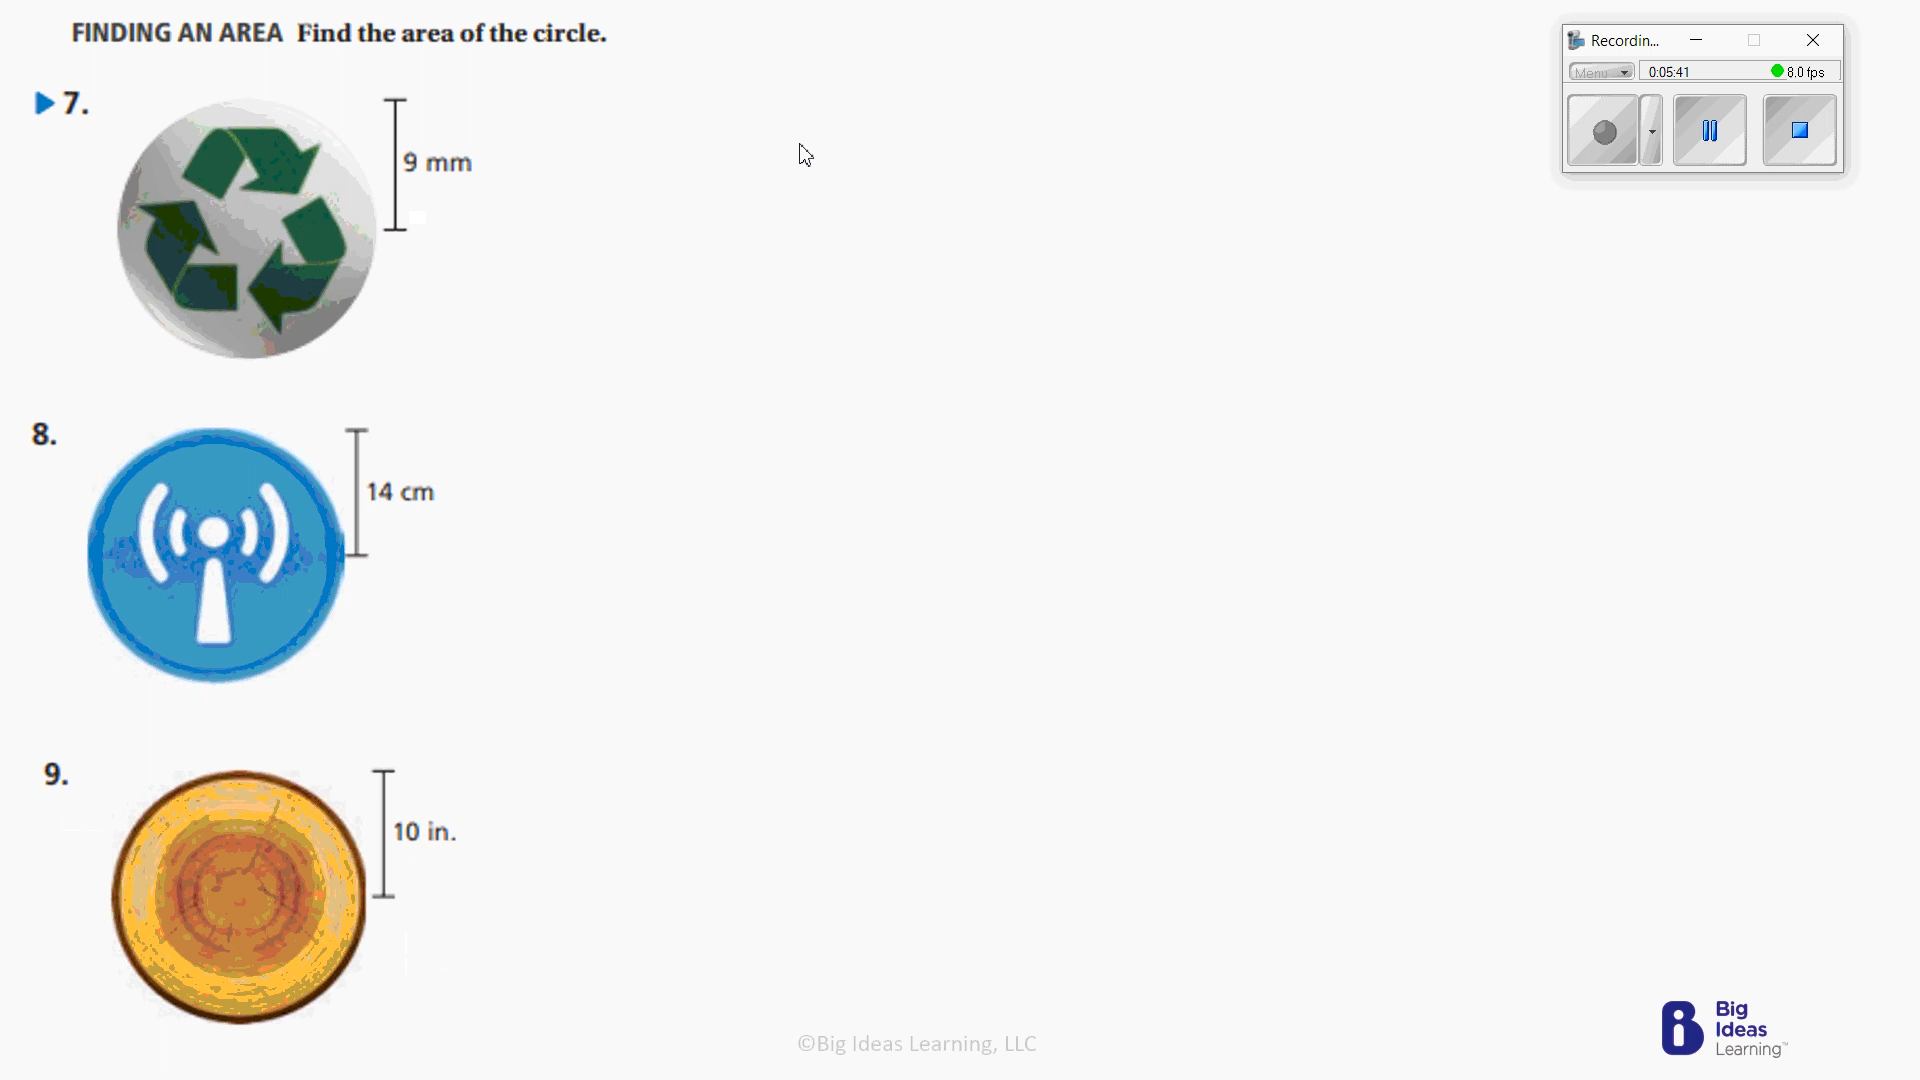 FINDING AN AREA Find the area of the circle.
7.
9 mm
8.
14 cm
9.
10 in.
Recordin...
Menu
0:05:41
8.0 fps
©Big Ideas Learning, LLC
Big
Ideas
Learning™